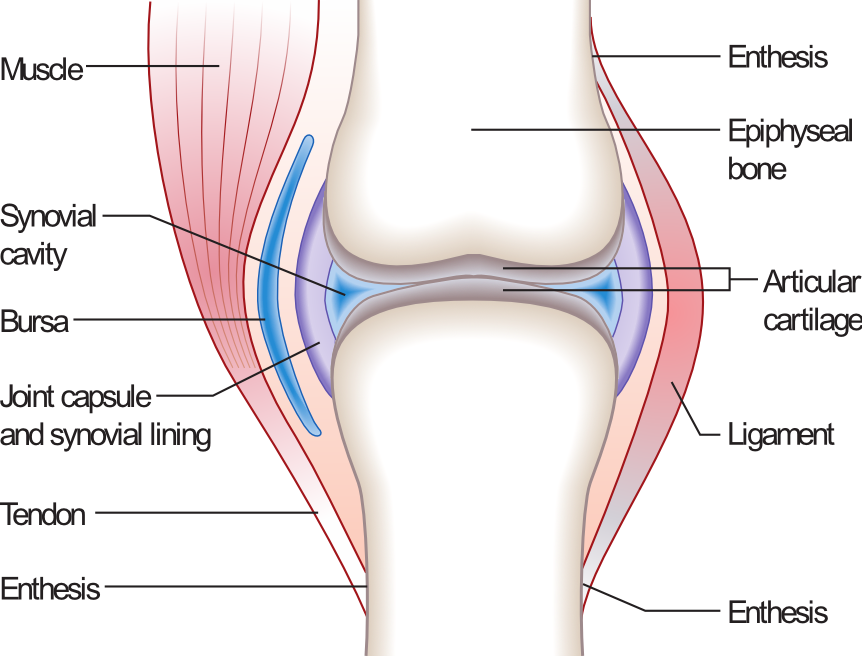 Muscle
Synovial
cavity
Bursa
Joint capsule
and synovial lining
Tendon
Enthesis
Enthesis
Epiphyseal
bone
Articular
cartilage
Ligament
Enthesis